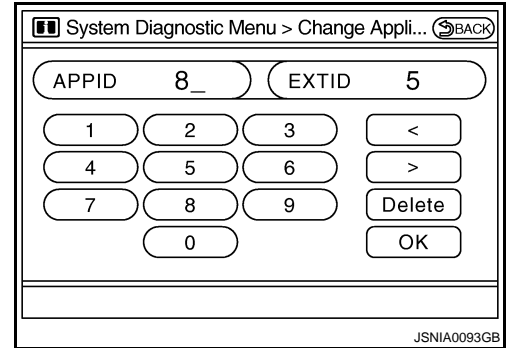 System Diagnostic Menu > Change Appli... BACK
APPID 8_ EXTID 5
1 2 3 <
4 5 6 >
7 8 9 Delete
0 OK
JSNIA0093GB